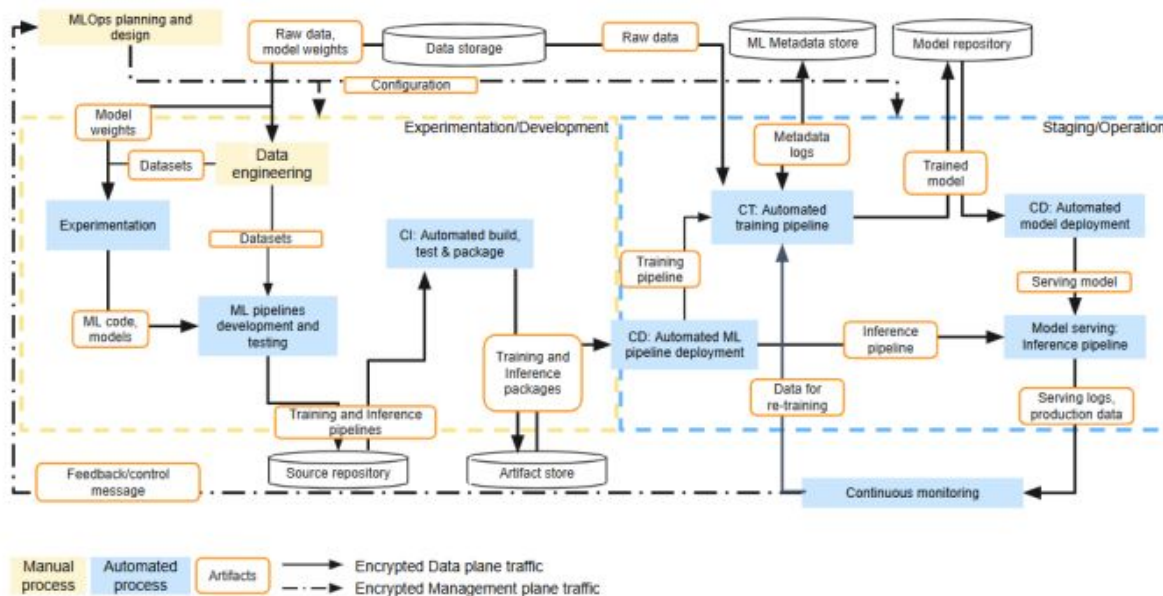 MLOps planning and
design
Raw data,
model weights
Data storage
Raw data
ML Metadata store
Model repository
Configuration
Experimentation/Development
Staging/Operation
Model
weights
Datasets
Data
engineering
Metadata
logs
Trained
model
Experimentation
Datasets
CI: Automated build,
test & package
CT: Automated
training pipeline
CD: Automated
model deployment
Training
pipeline
Serving model
ML code,
models
ML pipelines
development and
testing
CD: Automated ML
pipeline deployment
Inference
pipeline
Model serving:
Inference pipeline
Training and
Inference
packages
Data for
re-training
Serving logs,
production data
Training and Inference
pipelines
Source repository
Artifact store
Feedback/control
message
Continuous monitoring
Manual
process
Automated
process
Artifacts
Encrypted Data plane traffic
Encrypted Management plane traffic